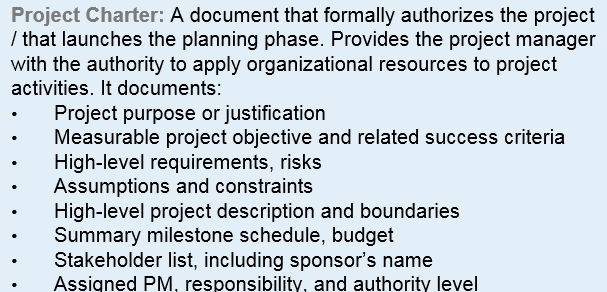 Project Charter: A document that formally authorizes the project
/ that launches the planning phase. Provides the project manager
with the authority to apply organizational resources to project
activities. It documents:
• Project purpose or justification
• Measurable project objective and related success criteria
• High-level requirements, risks
• Assumptions and constraints
• High-level project description and boundaries
• Summary milestone schedule, budget
• Stakeholder list, including sponsor's name
• Assigned PM, responsibility, and authority level